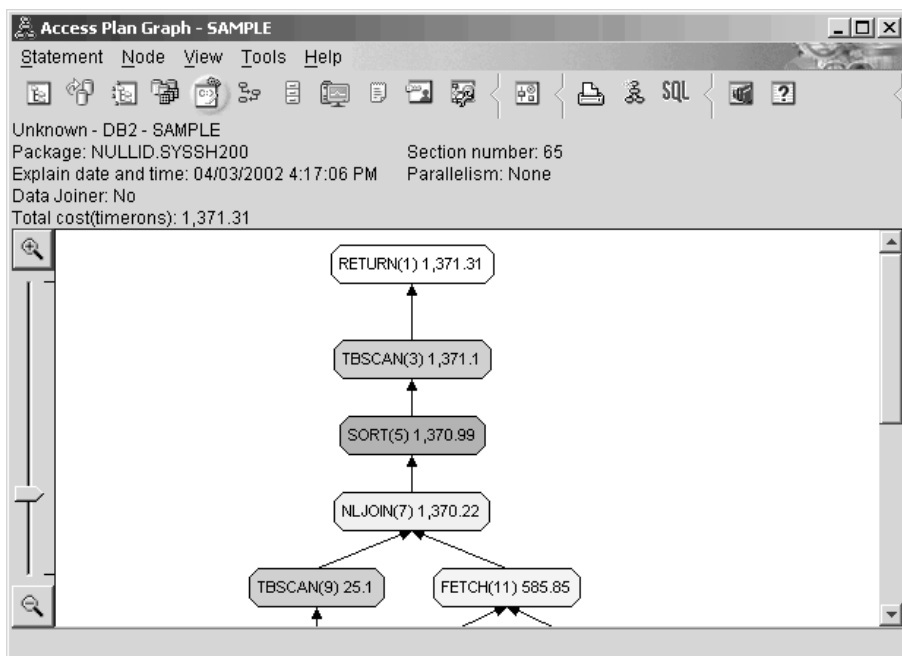 Access Plan Graph - SAMPLE
Statement Node View Tools Help
SQL ?
Unknown - DB2 - SAMPLE
Package: NULLID.SYSSH200 Section number: 65
Explain date and time: 04/03/2002 4:17:06 PM Parallelism: None
Data Joiner: No
Total cost(timerons): 1,371.31
RETURN(1) 1,371.31
TBSCAN(3) 1,371.1
SORT(5) 1,370.99
NLJOIN(7) 1,370.22
TBSCAN(9) 25.1 FETCH(11) 585.85